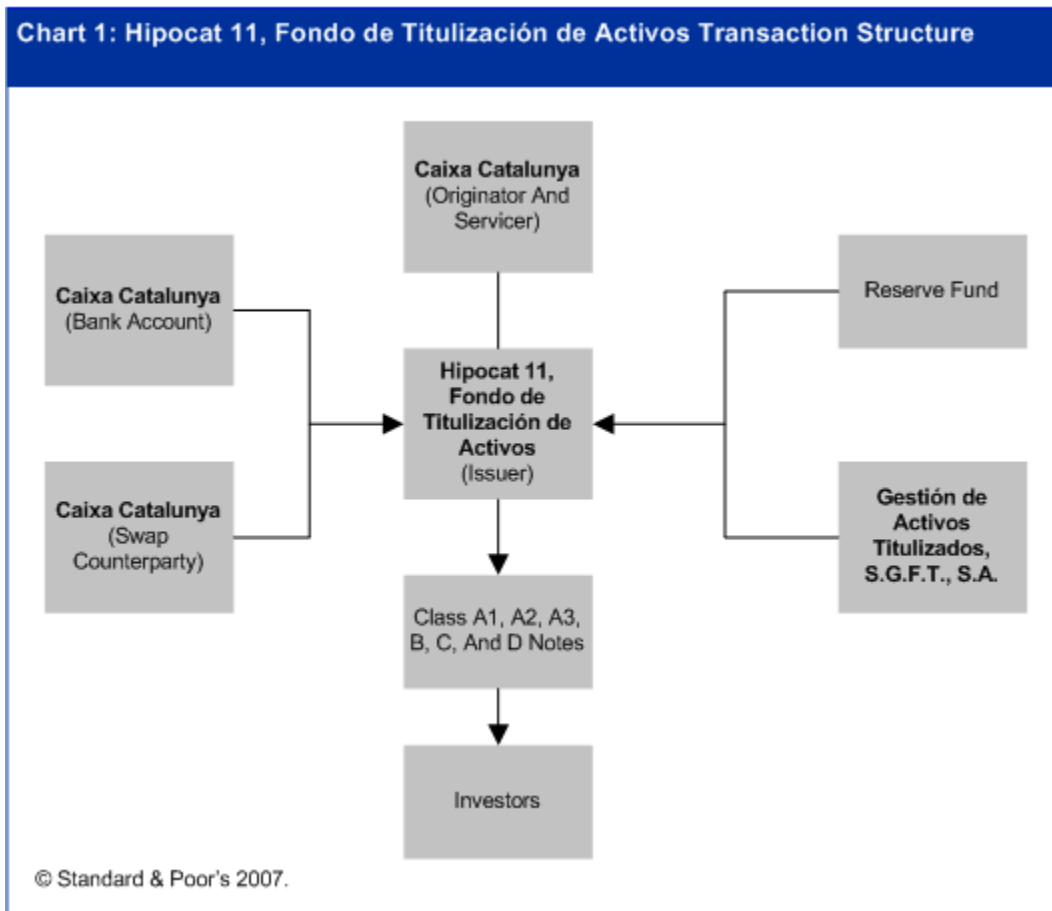 Chart 1: Hipocat 11, Fondo de Titulización de Activos Transaction Structure
Caixa Catalunya
(Originator And
Servicer)
Caixa Catalunya
(Bank Account)
Reserve Fund
Hipocat 11,
Fondo de
Titulización de
Activos
(Issuer)
Caixa Catalunya
(Swap
Counterparty)
Gestión de
Activos
Titulizados,
S.G.F.T., S.A.
Class A1, A2, A3,
B, C, And D Notes
Investors
© Standard & Poor's 2007.